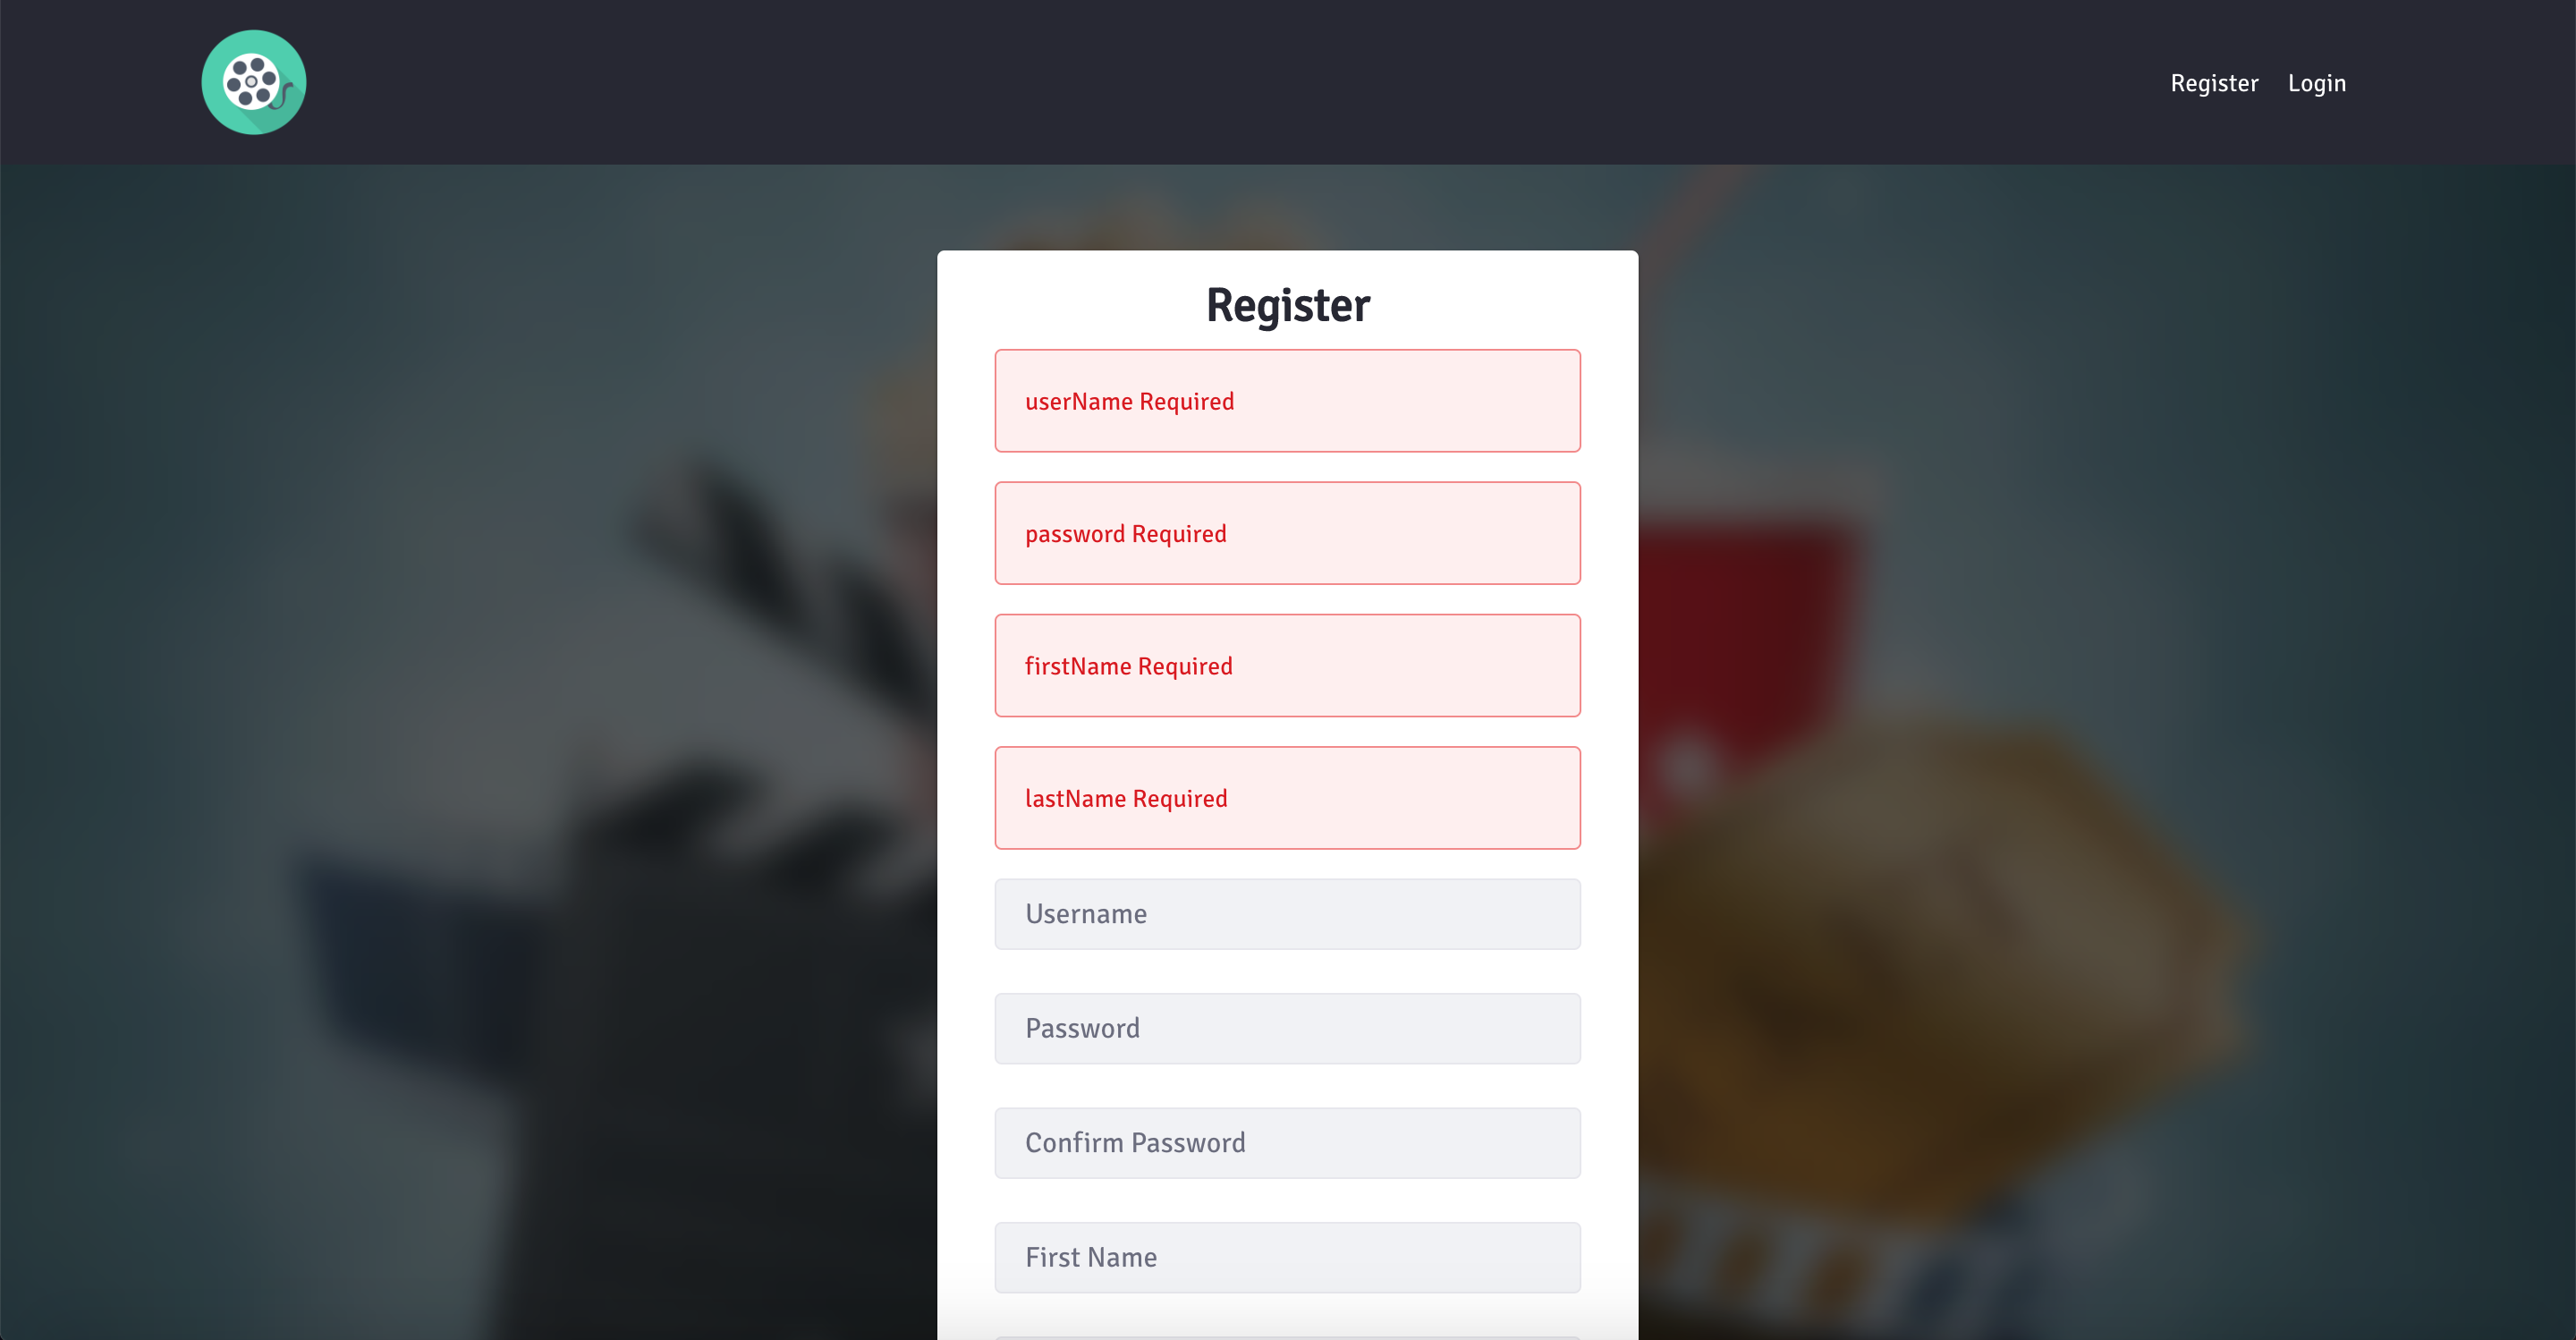 Register Login
Register
userName Required
password Required
firstName Required
lastName Required
Username
Password
Confirm Password
First Name